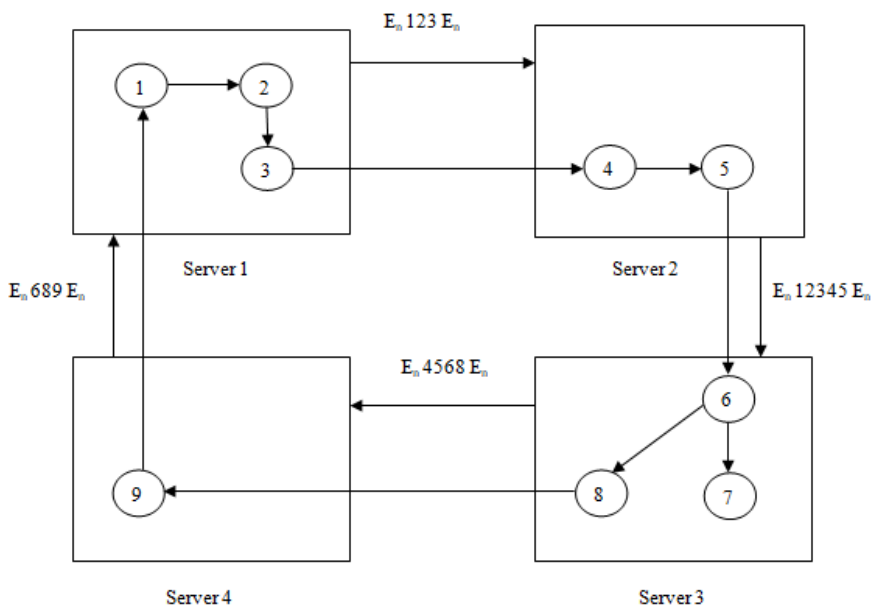 Eₙ 123 Eₙ
1
2
3
4
5
Server 1
Server 2
Eₙ 689 Eₙ
Eₙ 12345 Eₙ
Eₙ 4568 Eₙ
6
9
8
7
Server 4
Server 3